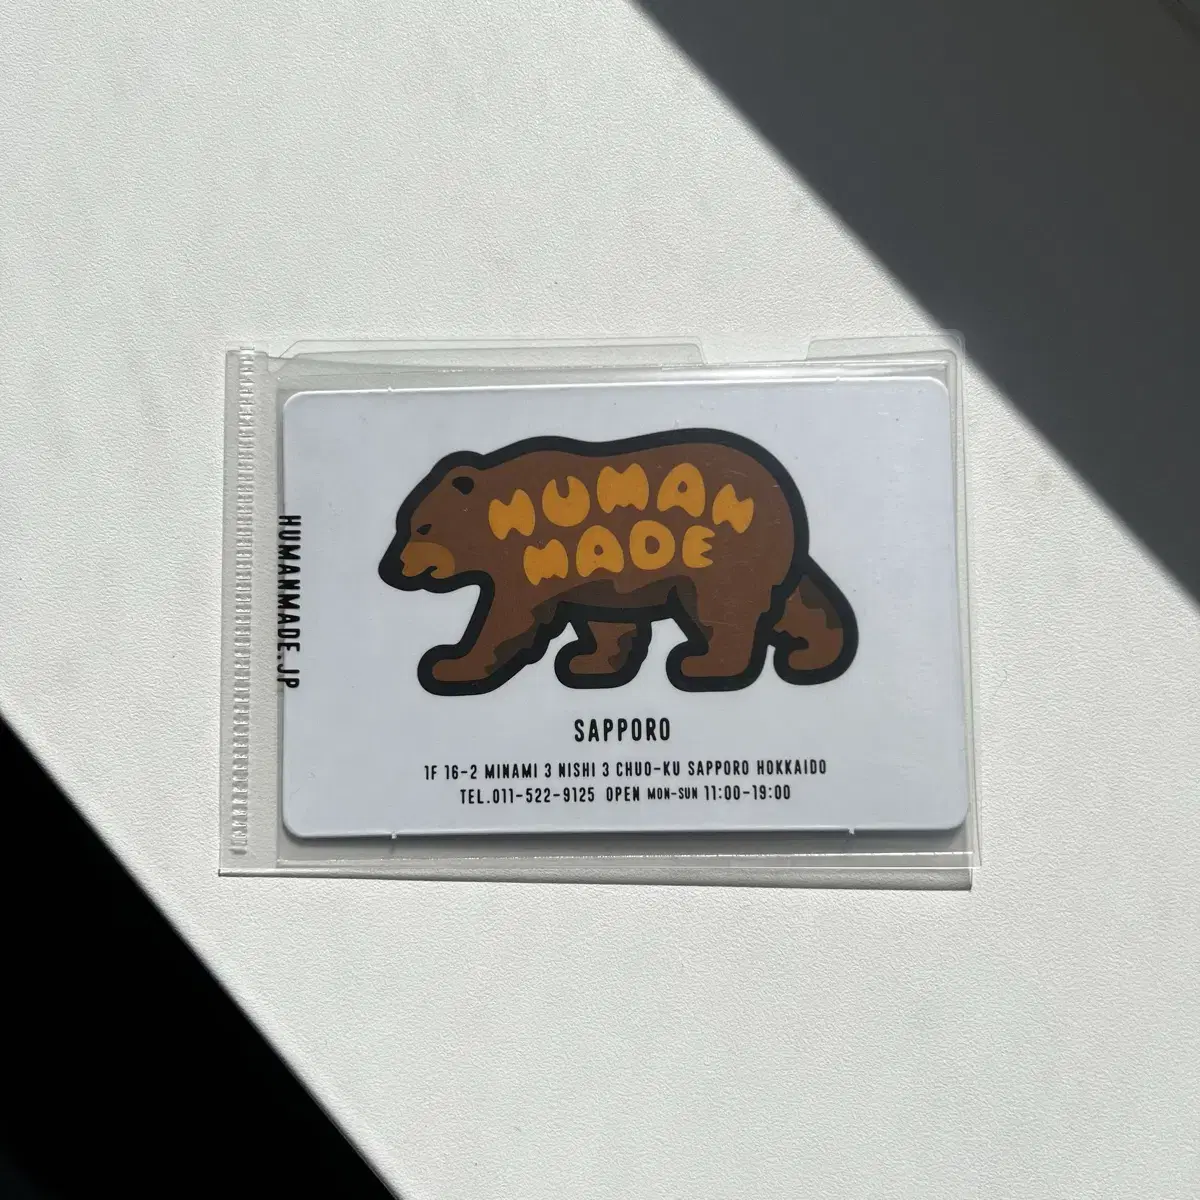 HUMAN
MADE
HUMANMADE.JP
SAPPORO
1F 16-2 MINAMI 3 NISHI 3 CHUO-KU SAPPORO HOKKAIDO
TEL.011-522-9125 OPEN MON-SUN 11:00-19:00